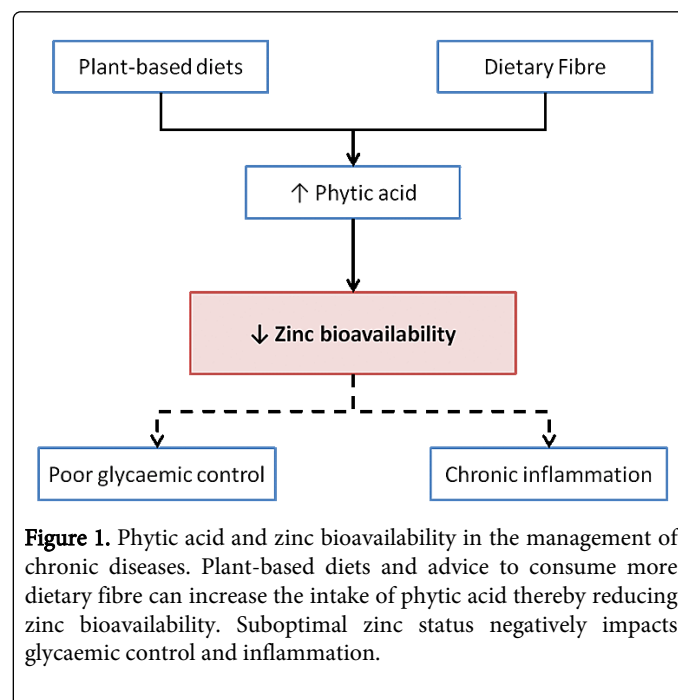 Plant-based diets
Dietary Fibre
↑ Phytic acid
↓ Zinc bioavailability
Poor glycaemic control
Chronic inflammation
Figure 1. Phytic acid and zinc bioavailability in the management of
chronic diseases. Plant-based diets and advice to consume more
dietary fibre can increase the intake of phytic acid thereby reducing
zinc bioavailability. Suboptimal zinc status negatively impacts
glycaemic control and inflammation.